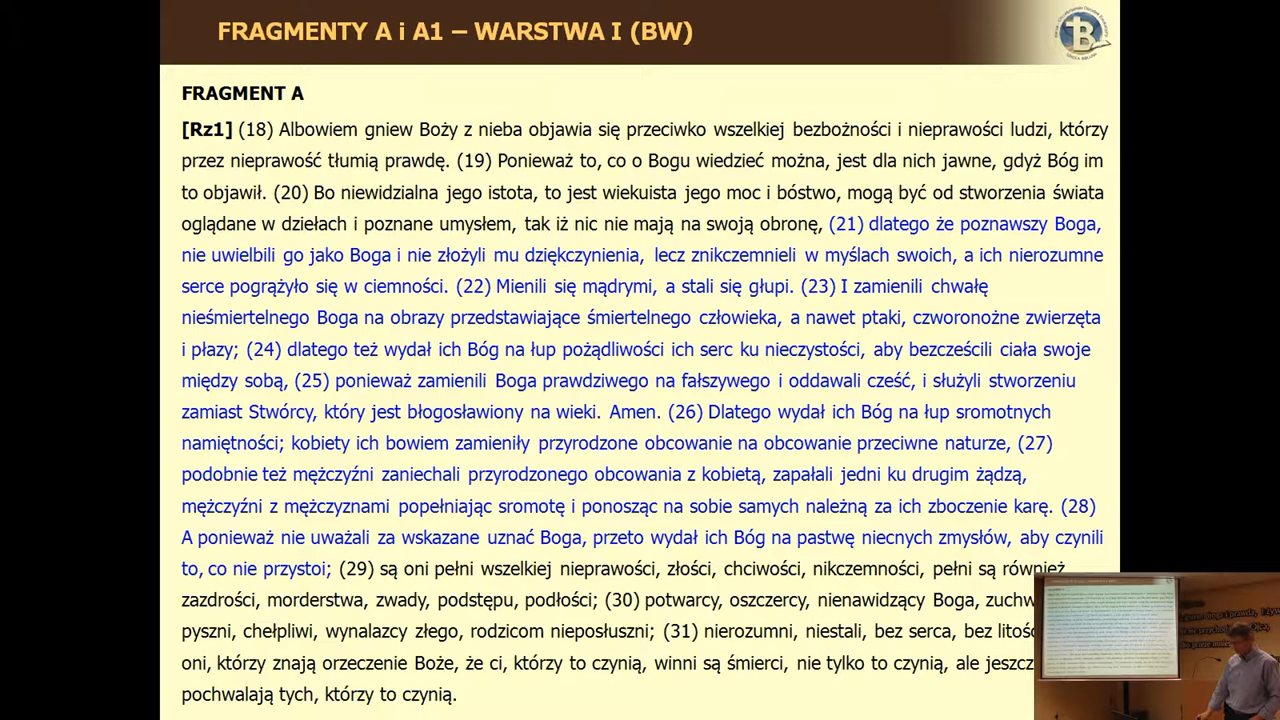 FRAGMENTY A i A1 – WARSTWA I (BW)
FRAGMENT A
[Rz1] (18) Albowiem gniew Boży z nieba objawia się przeciwko wszelkiej bezbożności i nieprawości ludzi, którzy
przez nieprawość tłumią prawdę. (19) Ponieważ to, co o Bogu wiedzieć można, jest dla nich jawne, gdyż Bóg im
to objawił. (20) Bo niewidzialna jego istota, to jest wiekuista jego moc i bóstwo, mogą być od stworzenia świata
oglądane w dziełach i poznane umysłem, tak iż nic nie mają na swoją obronę, (21) dlatego że poznawszy Boga,
nie uwielbili go jako Boga i nie złożyli mu dziękczynienia, lecz znikczemnieli w myślach swoich, a ich nierozumne
serce pogrążyło się w ciemności. (22) Mienili się mądrymi, a stali się głupi. (23) I zamienili chwałę
nieśmiertelnego Boga na obrazy przedstawiające śmiertelnego człowieka, a nawet ptaki, czworonożne zwierzęta
i płazy; (24) dlatego też wydał ich Bóg na łup pożądliwości ich serc ku nieczystości, aby bezcześcili ciała swoje
między sobą, (25) ponieważ zamienili Boga prawdziwego na fałszywego i oddawali cześć, i służyli stworzeniu
zamiast Stwórcy, który jest błogosławiony na wieki. Amen. (26) Dlatego wydał ich Bóg na łup sromotnych
namiętności; kobiety ich bowiem zamieniły przyrodzone obcowanie na obcowanie przeciwne naturze, (27)
podobnie też mężczyźni zaniechali przyrodzonego obcowania z kobietą, zapałali jedni ku drugim żądzą,
mężczyźni z mężczyznami popełniając sromotę i ponosząc na sobie samych należną za ich zboczenie karę. (28)
A ponieważ nie uważali za wskazane uznać Boga, przeto wydał ich Bóg na pastwę niecnych zmysłów, aby czynili
to, co nie przystoi; (29) są oni pełni wszelkiej nieprawości, złości, chciwości, nikczemności, pełni są również
zazdrości, morderstwa, zwady, podstępu, podłości; (30) potwarcy, oszczercy, nienawidzący Boga,
pyszni, chełpliwi, wynalazcy złego, rodzicom nieposłuszni; (31) nierozumni, niestali, bez serca, bez
oni, którzy znają orzeczenie Boże, że ci, którzy to czynią, winni są śmierci, nie tylko to czynią, ale
pochwalają tych, którzy to czynią.